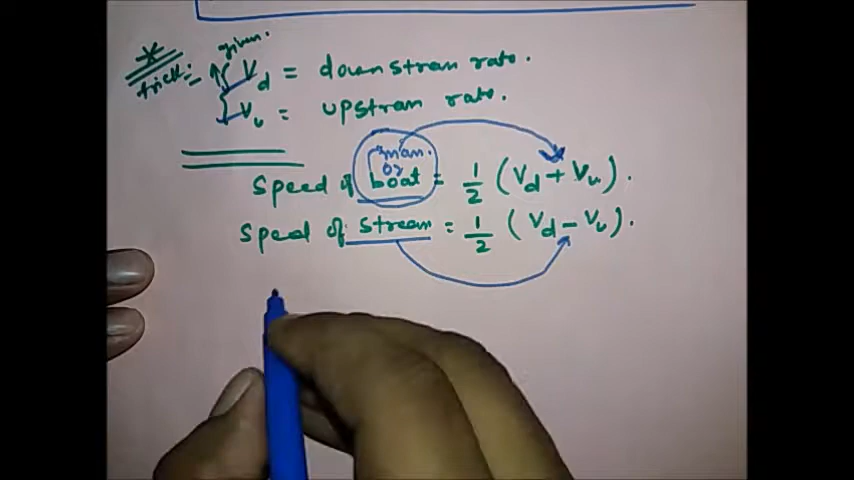 given.
* trick:- Vd = downstream rate.
Vu = upstream rate.
man.
or
Speed of boat = 1/2 (Vd + Vu).
Speed of stream = 1/2 (Vd - Vu).